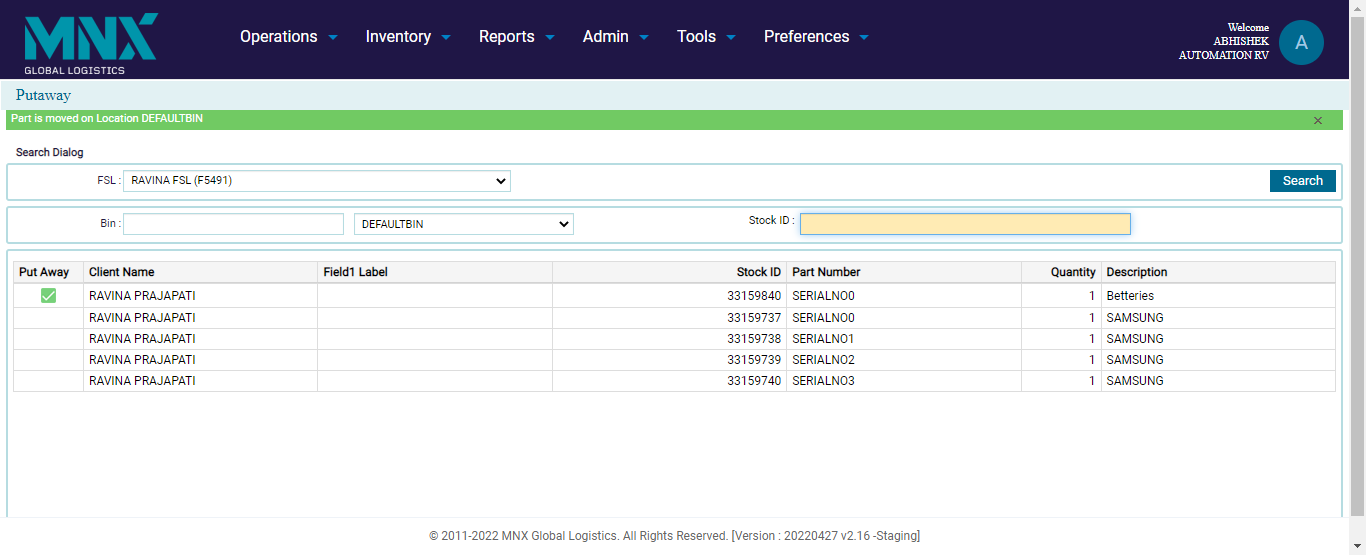 MNX
GLOBAL LOGISTICS
Operations Inventory Reports Admin Tools Preferences
Welcome
ABHISHEK
AUTOMATION RV
A
Putaway
Part is moved on Location DEFAULTBIN ×
Search Dialog
FSL : RAVINA FSL (F5491) Search
Bin : DEFAULTBIN Stock ID :
Put Away Client Name Field1 Label Stock ID Part Number Quantity Description
RAVINA PRAJAPATI 33159840 SERIALNO0 1 Betteries
RAVINA PRAJAPATI 33159737 SERIALNO0 1 SAMSUNG
RAVINA PRAJAPATI 33159738 SERIALNO1 1 SAMSUNG
RAVINA PRAJAPATI 33159739 SERIALNO2 1 SAMSUNG
RAVINA PRAJAPATI 33159740 SERIALNO3 1 SAMSUNG
© 2011-2022 MNX Global Logistics. All Rights Reserved. [Version : 20220427 v2.16 -Staging]